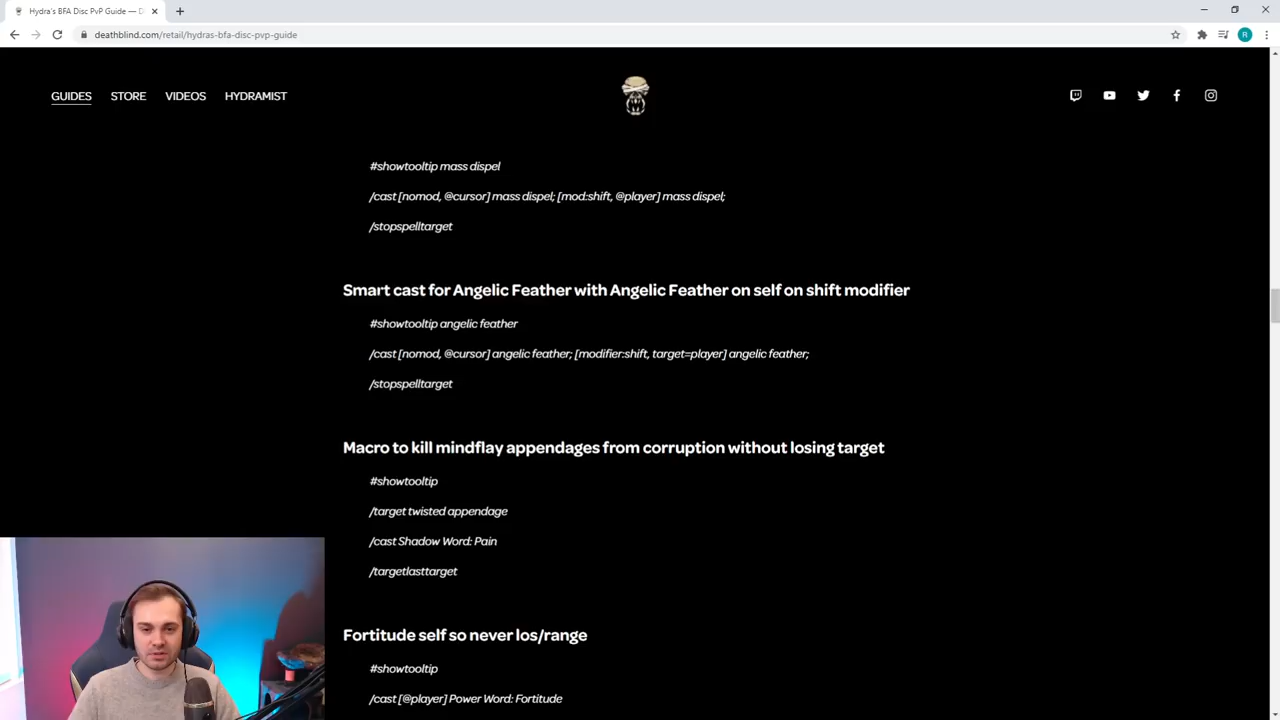 Hydra's BFA Disc PvP Guide — D
deathblind.com/retail/hydras-bfa-disc-pvp-guide
R
GUIDES STORE VIDEOS HYDRAMIST
#showtooltip mass dispel
/cast [nomod, @cursor] mass dispel; [mod:shift, @player] mass dispel;
/stopspelltarget
Smart cast for Angelic Feather with Angelic Feather on self on shift modifier
#showtooltip angelic feather
/cast [nomod, @cursor] angelic feather; [modifier:shift, target=player] angelic feather;
/stopspelltarget
Macro to kill mindflay appendages from corruption without losing target
#showtooltip
/target twisted appendage
/cast Shadow Word: Pain
/targetlasttarget
Fortitude self so never los/range
#showtooltip
/cast [@player] Power Word: Fortitude